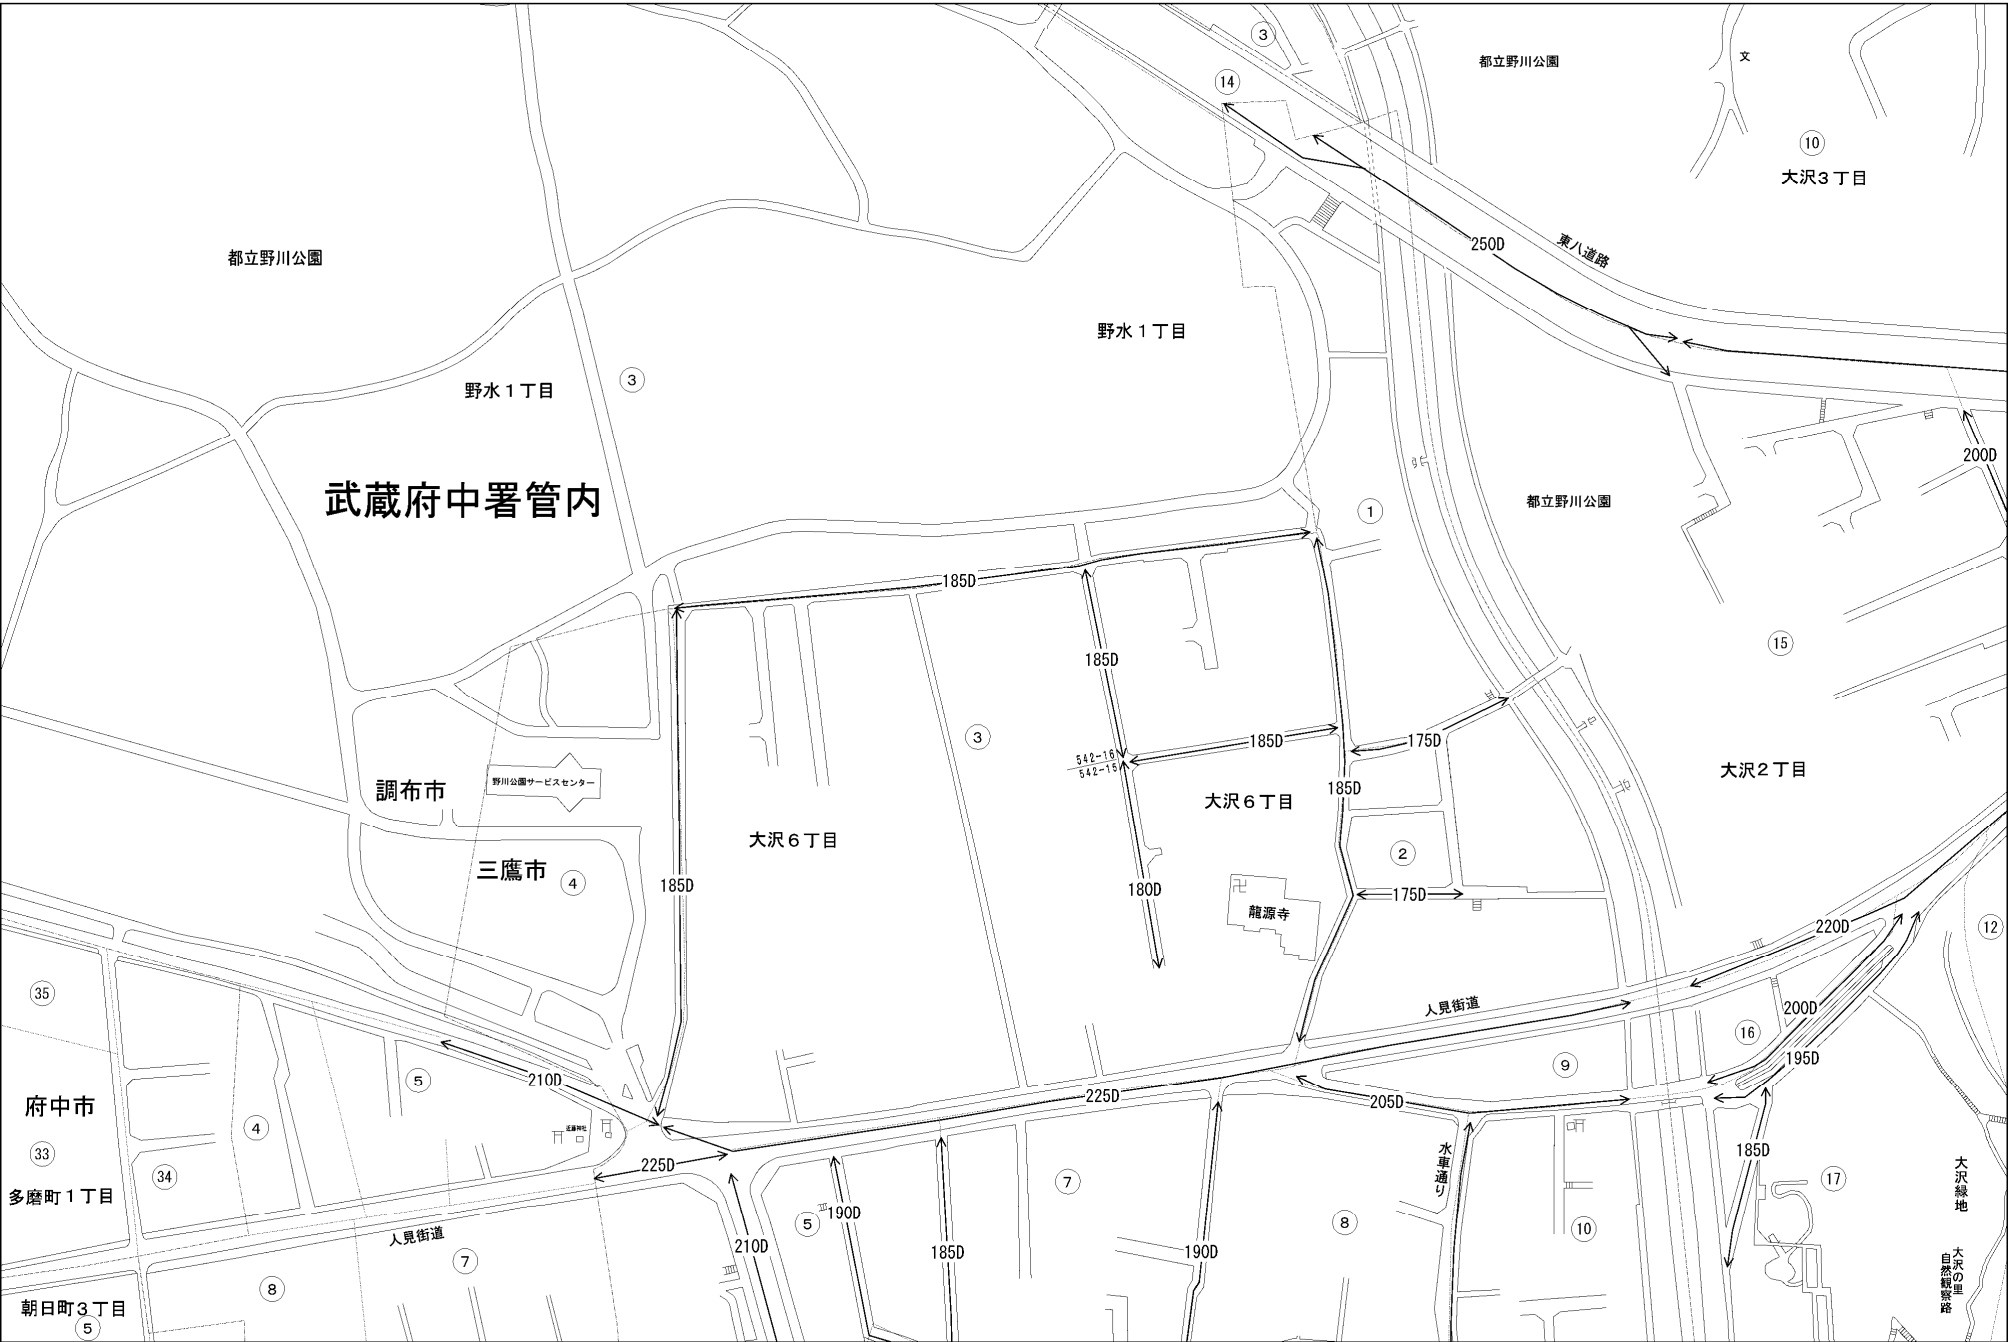 ③
都立野川公園
文
⑭
⑩
大沢3丁目
250D
東八道路
都立野川公園
野水1丁目
野水1丁目
③
200D
武蔵府中署管内
①
都立野川公園
185D
⑮
185D
③
185D
175D
542-16
542-15
調布市
野川公園サービスセンター
185D
大沢2丁目
大沢6丁目
大沢6丁目
②
三鷹市
④
185D
180D
175D
卍
龍源寺
220D
⑫
㉟
人見街道
200D
⑯
195D
⑨
⑤
210D
225D
205D
府中市
④
近藤神社
㉝
㉞
225D
水車通り
185D
⑰
⑦
多磨町1丁目
大沢緑地
190D
⑤
⑧
⑩
人見街道
210D
185D
190D
⑦
大沢の里
自然観察路
⑧
朝日町3丁目
⑤